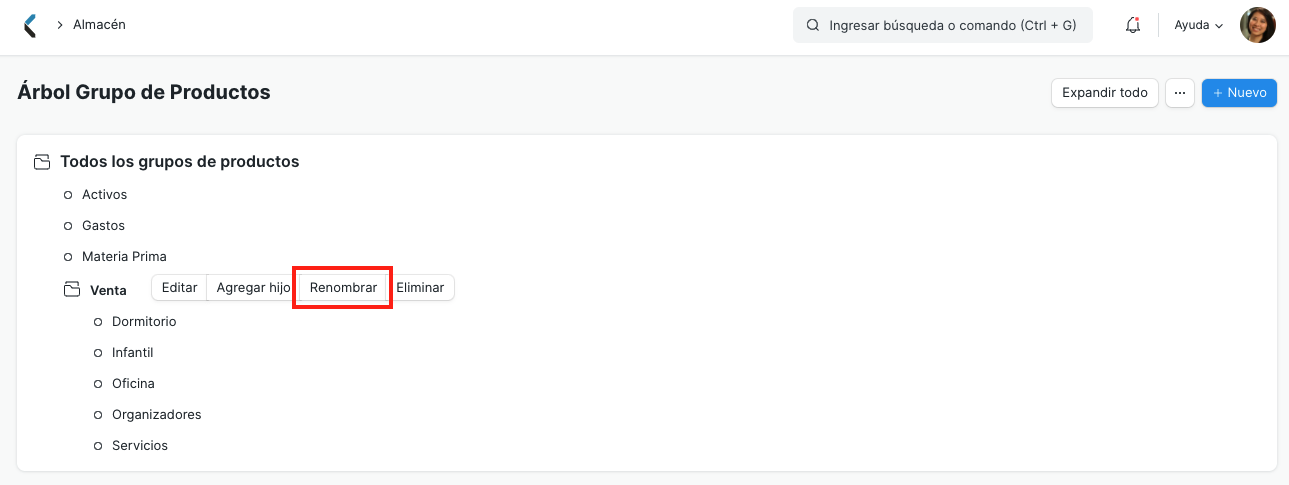 Almacén
Ingresar búsqueda o comando (Ctrl + G)
Ayuda
Árbol Grupo de Productos
Expandir todo
···
+ Nuevo
Todos los grupos de productos
Activos
Gastos
Materia Prima
Venta Editar Agregar hijo Renombrar Eliminar
Dormitorio
Infantil
Oficina
Organizadores
Servicios